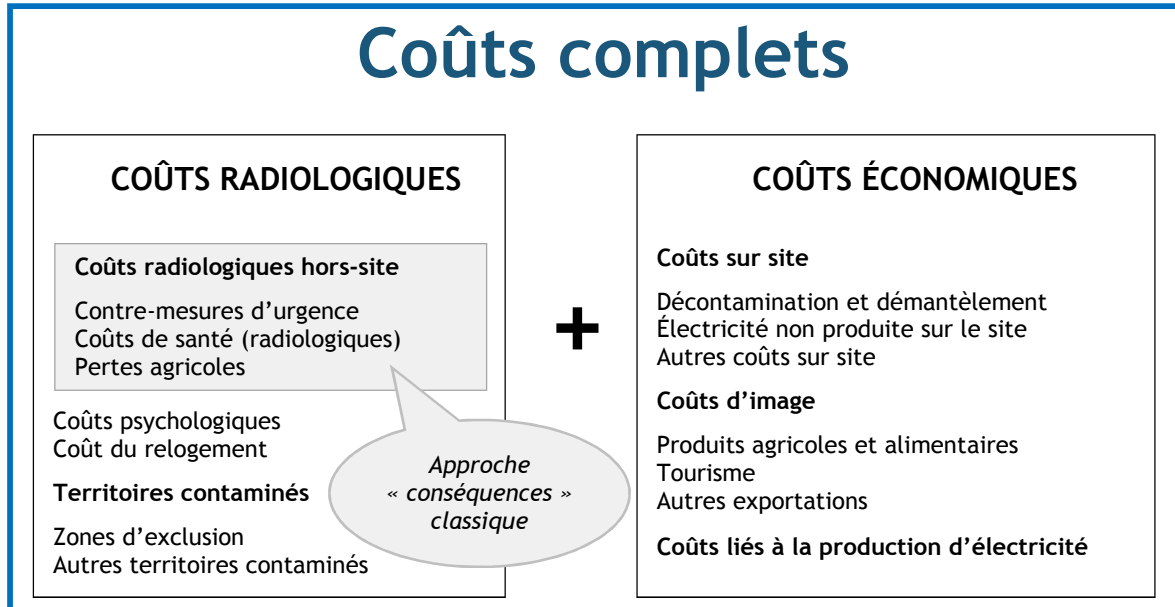 Coûts complets
COÛTS RADIOLOGIQUES
Coûts radiologiques hors-site
Contre-mesures d’urgence
Coûts de santé (radiologiques)
Pertes agricoles
Coûts psychologiques
Coût du relogement
Territoires contaminés
Zones d’exclusion
Autres territoires contaminés
Approche
« conséquences »
classique
+
COÛTS ÉCONOMIQUES
Coûts sur site
Décontamination et démantèlement
Électricité non produite sur le site
Autres coûts sur site
Coûts d’image
Produits agricoles et alimentaires
Tourisme
Autres exportations
Coûts liés à la production d’électricité